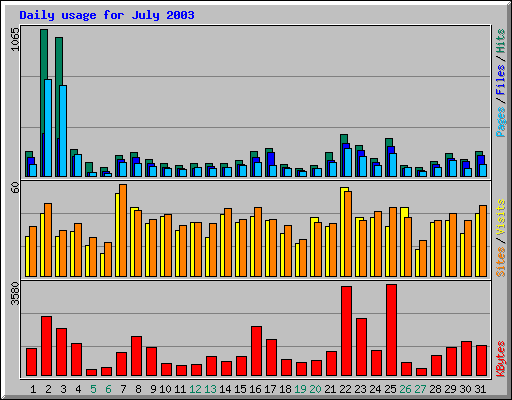 Daily usage for July 2003
1065
Pages / Files / Hits
60
Sites / Visits
3580
KBytes
1 2 3 4 5 6 7 8 9 10 11 12 13 14 15 16 17 18 19 20 21 22 23 24 25 26 27 28 29 30 31